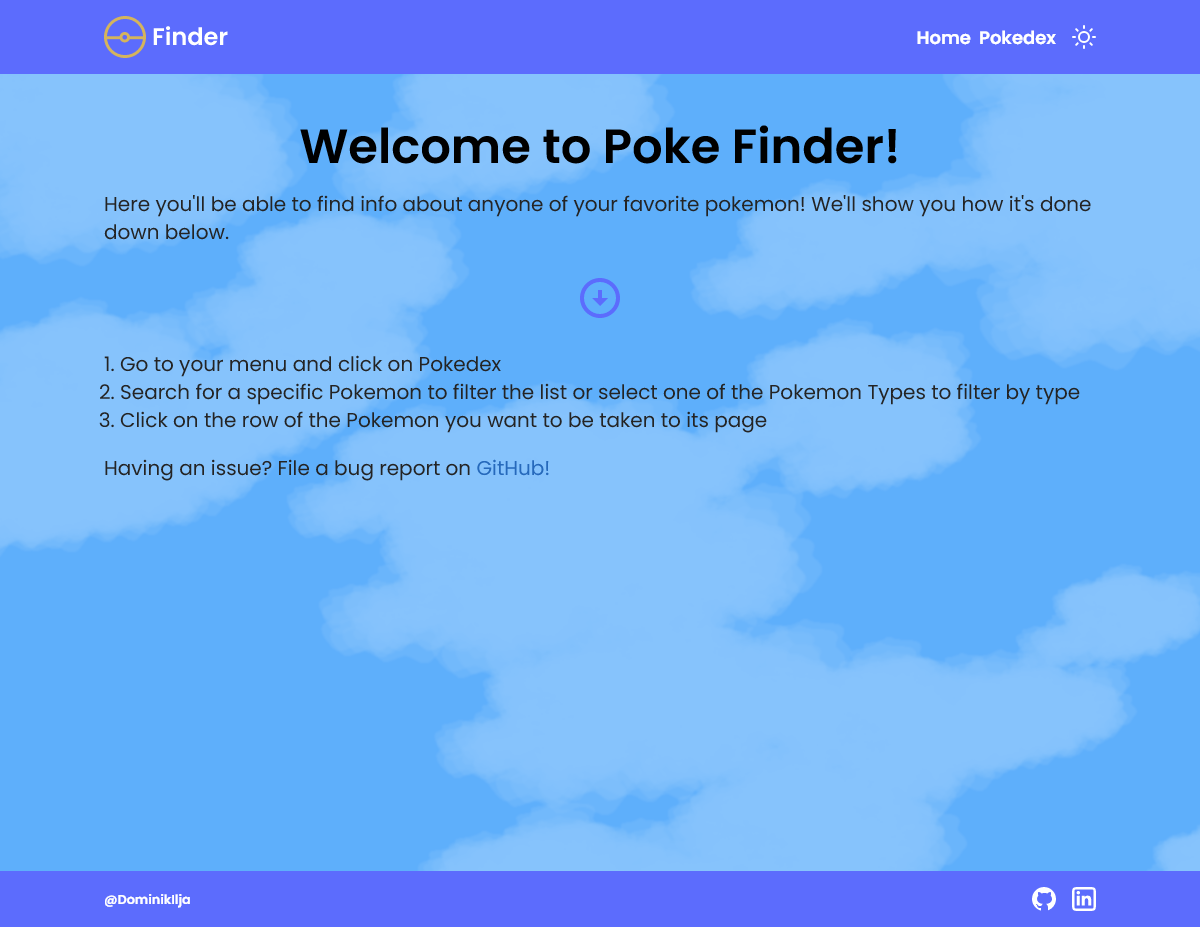 Finder
Home Pokedex
Welcome to Poke Finder!
Here you'll be able to find info about anyone of your favorite pokemon! We'll show you how it's done
down below.
1. Go to your menu and click on Pokedex
2. Search for a specific Pokemon to filter the list or select one of the Pokemon Types to filter by type
3. Click on the row of the Pokemon you want to be taken to its page
Having an issue? File a bug report on GitHub!
@DominikIlja
in